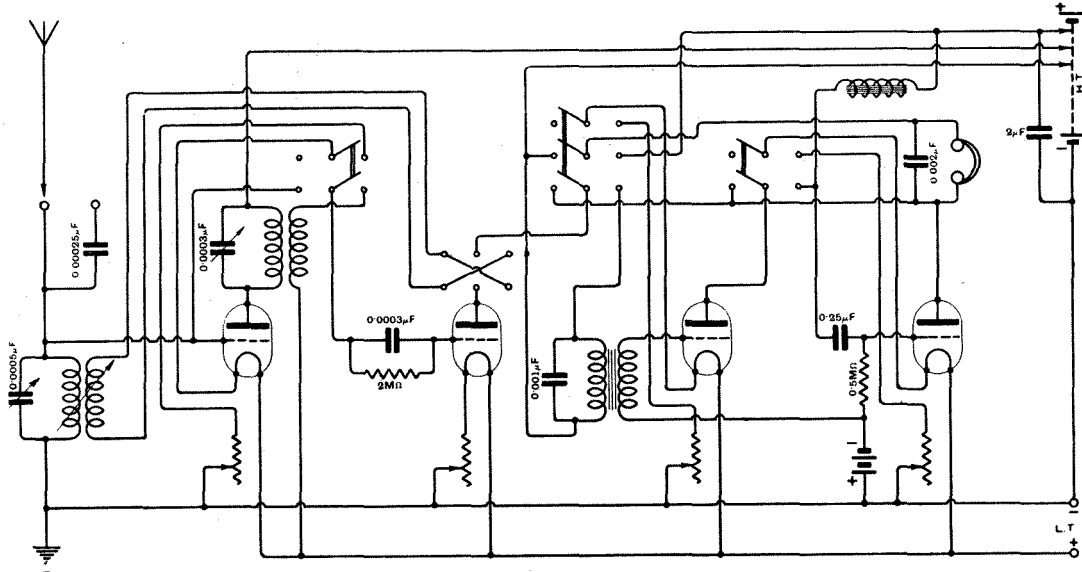 +
H.T.
-
2µF
0·002µF
0·00025µF
0·0003µF
0·0003µF
2MΩ
0·0005µF
0·001µF
0·25µF
0·5MΩ
-
+
-
L.T
+